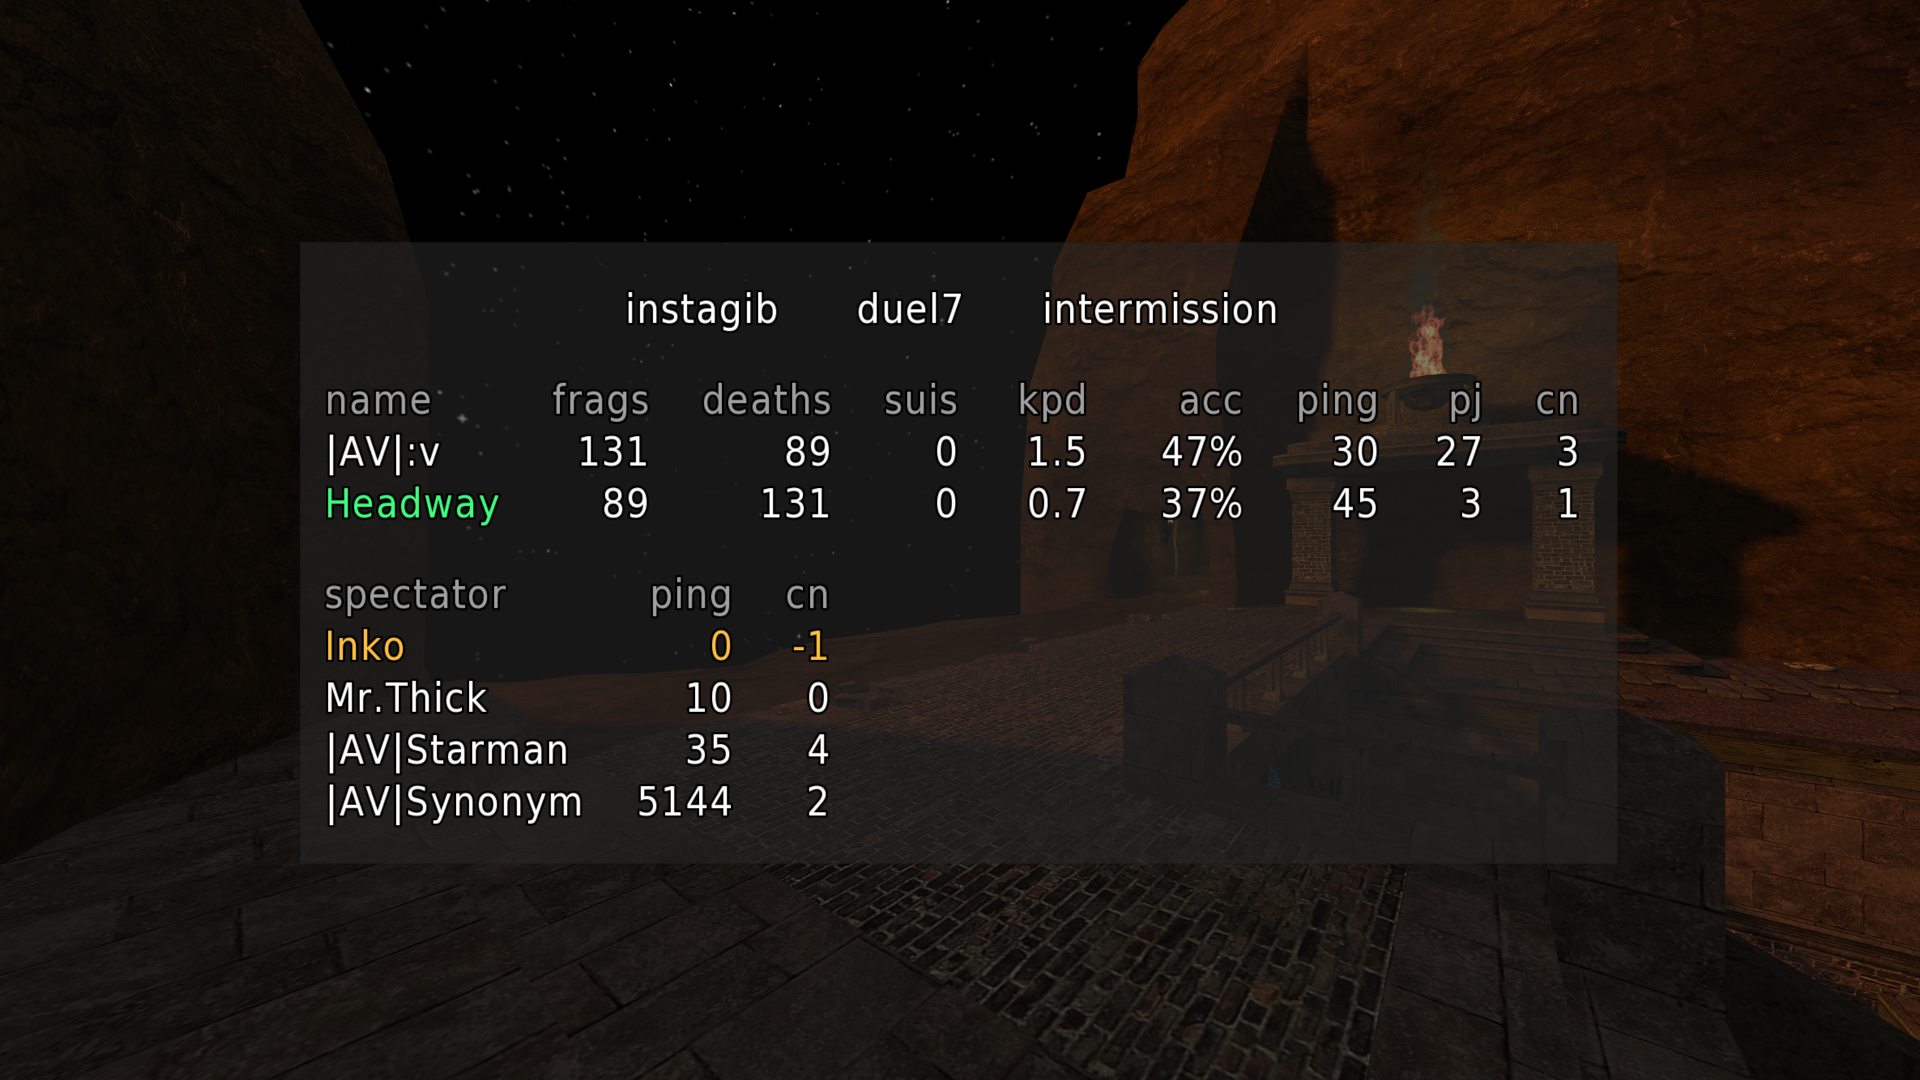 instagib duel7 intermission
name frags deaths suis kpd acc ping pj cn
|AV|:v 131 89 0 1.5 47% 30 27 3
Headway 89 131 0 0.7 37% 45 3 1
spectator ping cn
Inko 0 -1
Mr.Thick 10 0
|AV|Starman 35 4
|AV|Synonym 5144 2